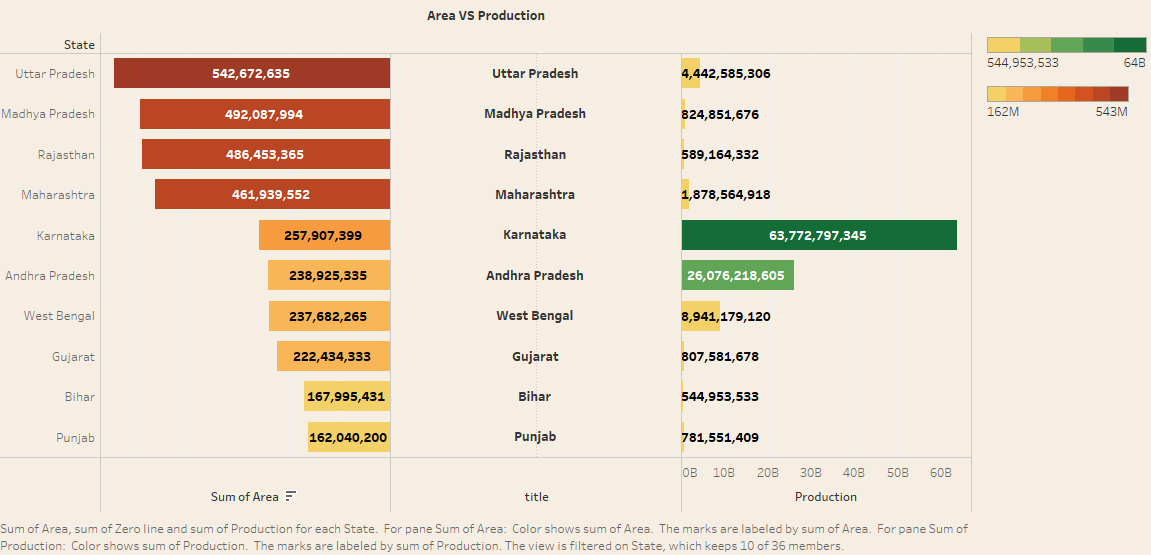 Area VS Production
State
Uttar Pradesh 542,672,635 Uttar Pradesh 4,442,585,306
Madhya Pradesh 492,087,994 Madhya Pradesh 824,851,676
Rajasthan 486,453,365 Rajasthan 589,164,332
Maharashtra 461,939,552 Maharashtra 1,878,564,918
Karnataka 257,907,399 Karnataka 63,772,797,345
Andhra Pradesh 238,925,335 Andhra Pradesh 26,076,218,605
West Bengal 237,682,265 West Bengal 8,941,179,120
Gujarat 222,434,333 Gujarat 807,581,678
Bihar 167,995,431 Bihar 544,953,533
Punjab 162,040,200 Punjab 781,551,409
0B 10B 20B 30B 40B 50B 60B
Sum of Area title Production
544,953,533 64B
162M 543M
Sum of Area, sum of Zero line and sum of Production for each State. For pane Sum of Area: Color shows sum of Area. The marks are labeled by sum of Area. For pane Sum of
Production: Color shows sum of Production. The marks are labeled by sum of Production. The view is filtered on State, which keeps 10 of 36 members.